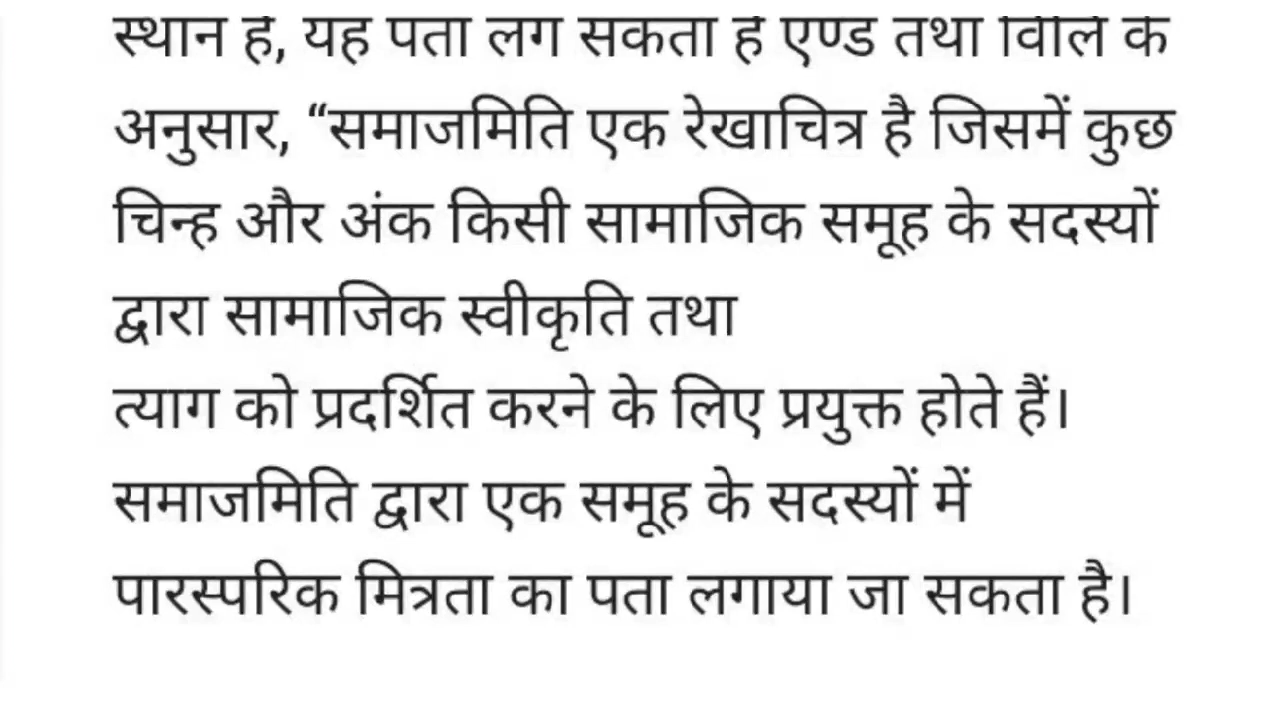 स्थान है, यह पता लग सकता है एण्ड तथा विलि के
अनुसार, “समाजमिति एक रेखाचित्र है जिसमें कुछ
चिन्ह और अंक किसी सामाजिक समूह के सदस्यों
द्वारा सामाजिक स्वीकृति तथा
त्याग को प्रदर्शित करने के लिए प्रयुक्त होते हैं।
समाजमिति द्वारा एक समूह के सदस्यों में
पारस्परिक मित्रता का पता लगाया जा सकता है।